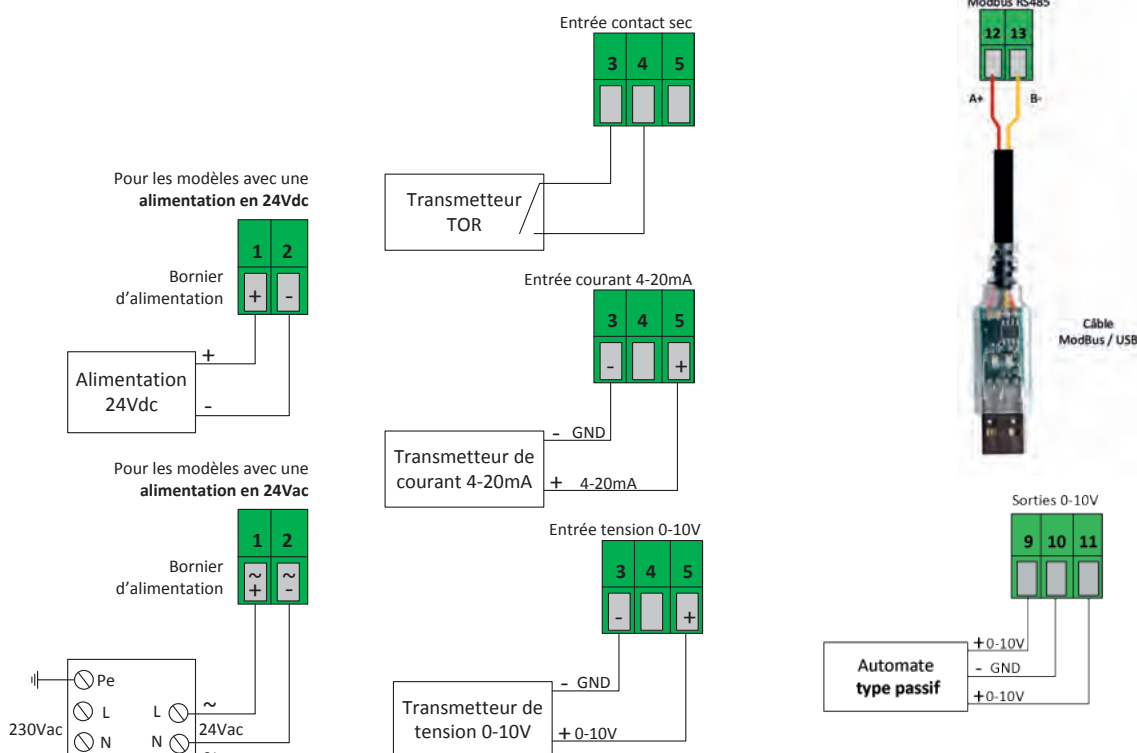 Entrée contact sec
3 4 5
Transmetteur
TOR
Pour les modèles avec une
alimentation en 24Vdc
1 2
Bornier
d'alimentation
+ -
Alimentation
24Vdc
+
-
Entrée courant 4-20mA
3 4 5
- +
Transmetteur de
courant 4-20mA
- GND
+ 4-20mA
Pour les modèles avec une
alimentation en 24Vac
1 2
Bornier
d'alimentation
~ ~
+ -
Pe
L L ~
230Vac 24Vac
N N
Entrée tension 0-10V
3 4 5
- +
Transmetteur de
tension 0-10V
- GND
+ 0-10V
Modbus RS485
12 13
A+ B-
Câble
ModBus / USB
Sorties 0-10V
9 10 11
Automate
type passif
+0-10V
- GND
+0-10V